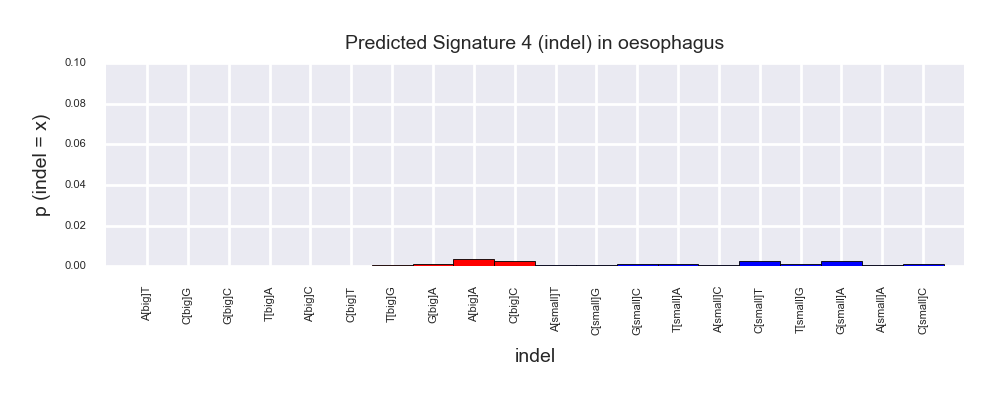 Predicted Signature 4 (indel) in oesophagus
p (indel = x)
0.10
0.08
0.06
0.04
0.02
0.00
A[big]T
C[big]G
G[big]C
T[big]A
A[big]C
C[big]T
T[big]G
G[big]A
A[big]A
C[big]C
A[small]T
C[small]G
G[small]C
T[small]A
A[small]C
C[small]T
T[small]G
G[small]A
A[small]A
C[small]C
indel